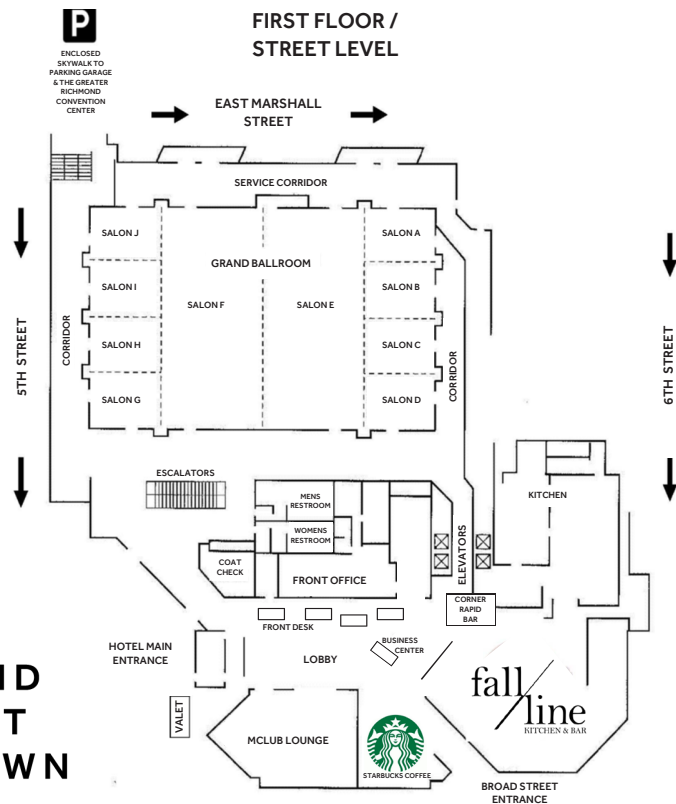 P
ENCLOSED
SKYWALK TO
PARKING GARAGE
& THE GREATER
RICHMOND
CONVENTION
CENTER
FIRST FLOOR /
STREET LEVEL
EAST MARSHALL
STREET
SERVICE CORRIDOR
SALON J
SALON A
GRAND BALLROOM
SALON I
SALON B
SALON F
SALON E
5TH STREET
CORRIDOR
SALON H
SALON C
CORRIDOR
6TH STREET
SALON G
SALON D
ESCALATORS
KITCHEN
MENS
RESTROOM
WOMENS
RESTROOM
ELEVATORS
COAT
CHECK
FRONT OFFICE
CORNER
RAPID
BAR
FRONT DESK
BUSINESS
CENTER
HOTEL MAIN
ENTRANCE
LOBBY
fall
line
KITCHEN & BAR
ID
T
WN
VALET
MCLUB LOUNGE
STARBUCKS COFFEE
BROAD STREET
ENTRANCE